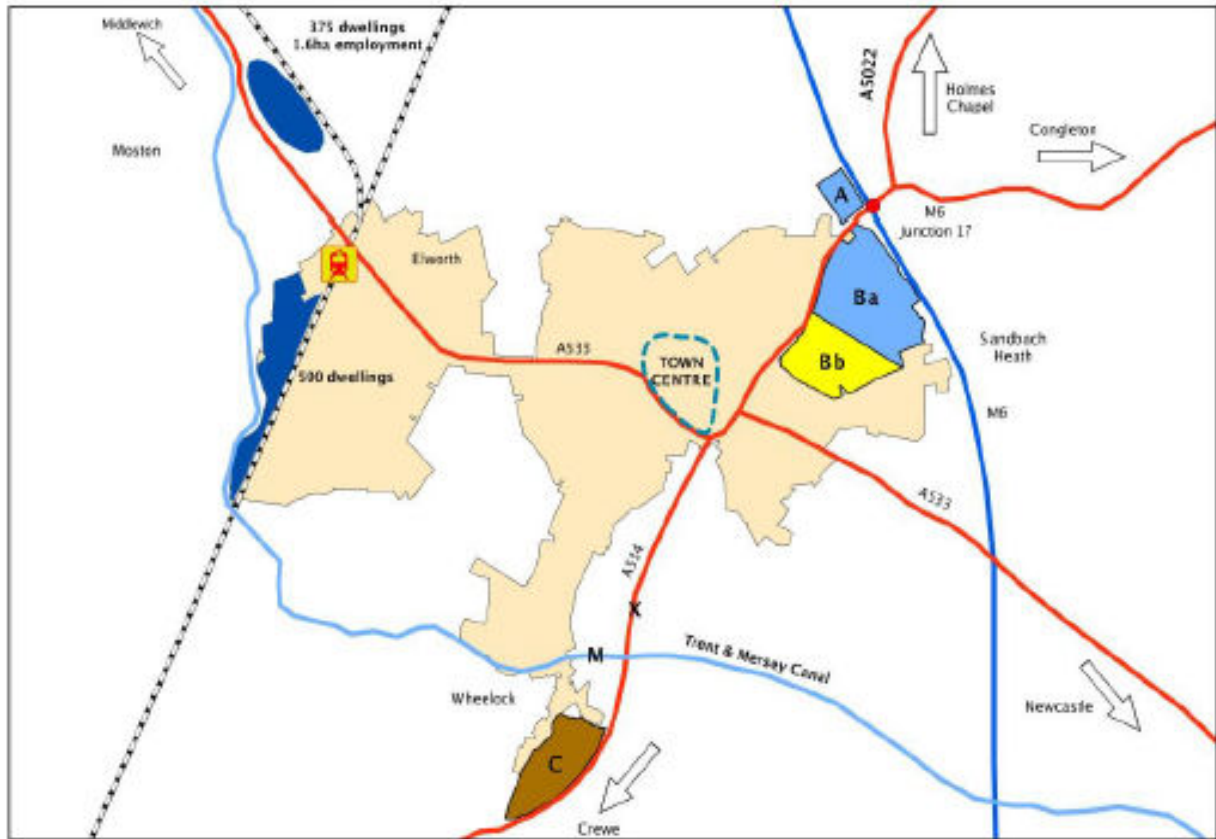 Middlewich
375 dwellings
1.6ha employment
A5022
Holmes
Chapel
Congleton
Moston
A
M6
Junction 17
Elworth
Ba
Sandbach
Heath
A533
TOWN
CENTRE
Bb
500 dwellings
M6
A533
A534
X
M
Trent & Mersey Canal
Wheelock
Newcastle
C
Crewe